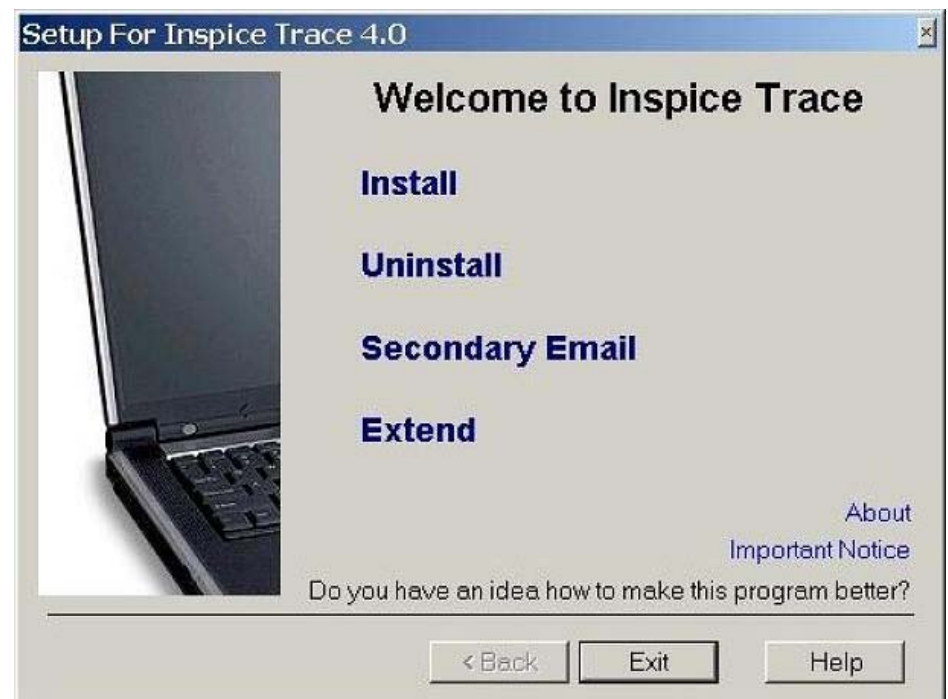 Setup For Inspice Trace 4.0
Welcome to Inspice Trace
Install
Uninstall
Secondary Email
Extend
About
Important Notice
Do you have an idea how to make this program better?
< Back
Exit
Help